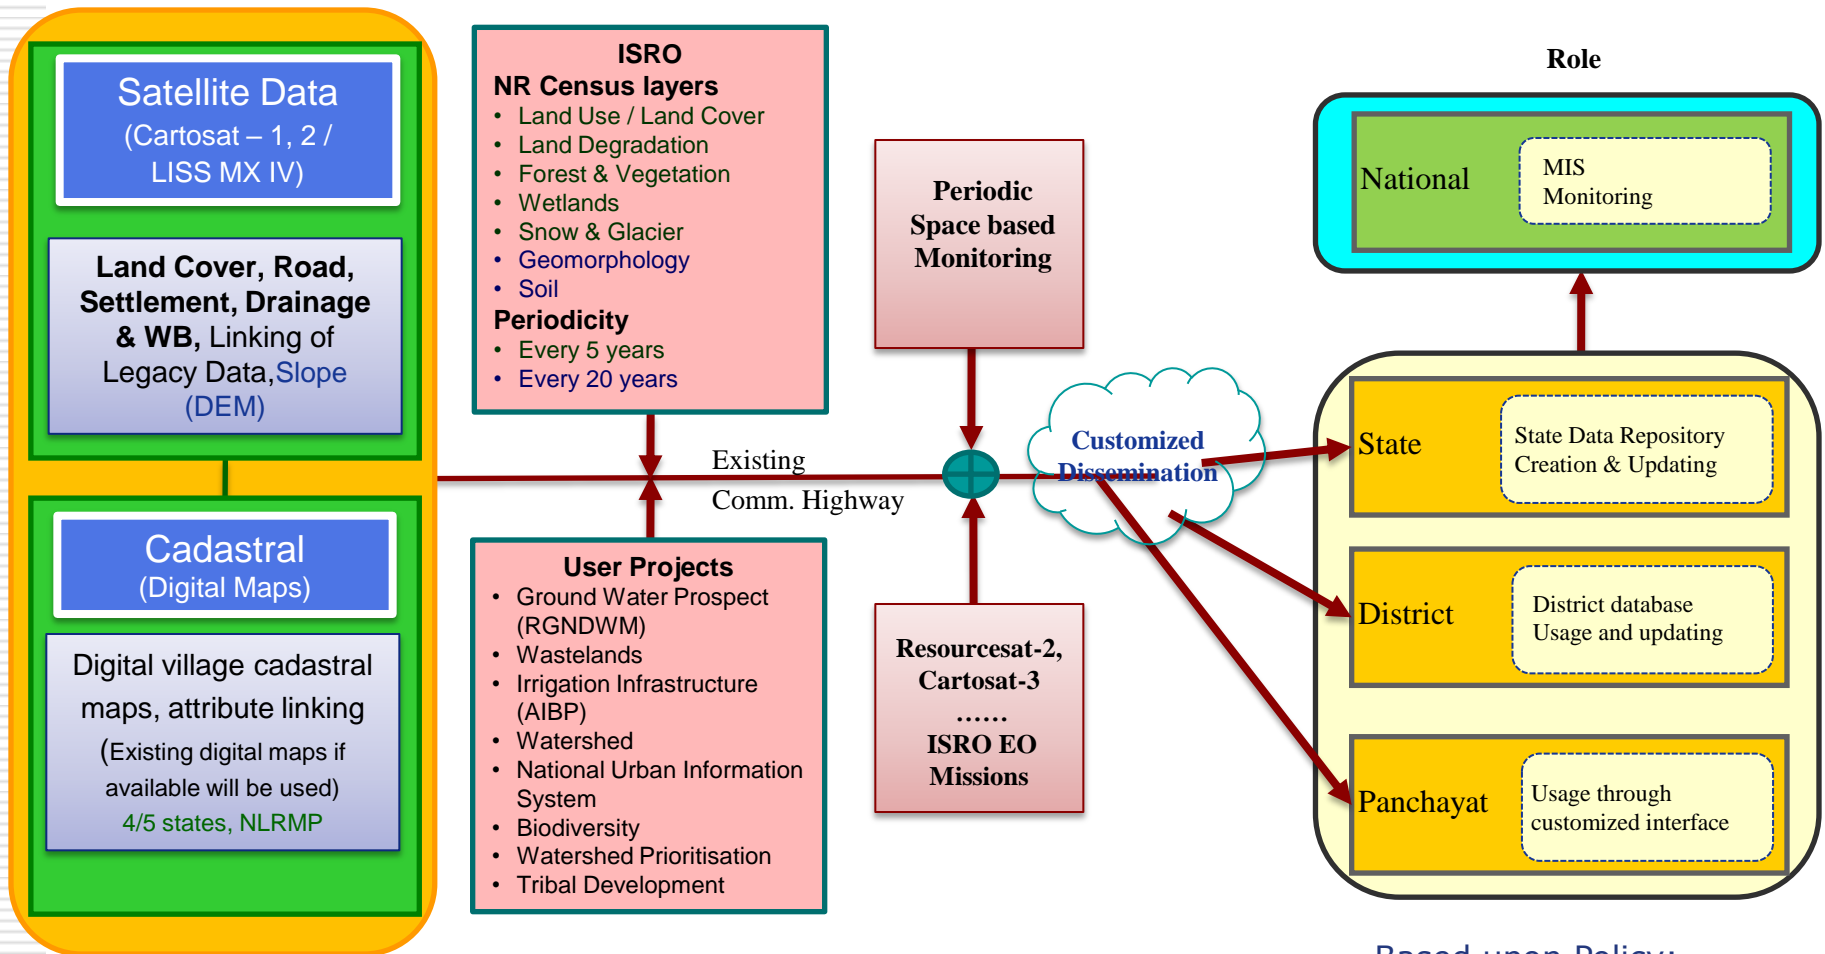 Satellite Data
(Cartosat – 1, 2 /
LISS MX IV)
Land Cover, Road,
Settlement, Drainage
& WB, Linking of
Legacy Data,Slope
(DEM)
Cadastral
(Digital Maps)
Digital village cadastral
maps, attribute linking
(Existing digital maps if
available will be used)
4/5 states, NLRMP
ISRO
NR Census layers
• Land Use / Land Cover
• Land Degradation
• Forest & Vegetation
• Wetlands
• Snow & Glacier
• Geomorphology
• Soil
Periodicity
• Every 5 years
• Every 20 years
Existing
Comm. Highway
User Projects
• Ground Water Prospect
(RGNDWM)
• Wastelands
• Irrigation Infrastructure
(AIBP)
• Watershed
• National Urban Information
System
• Biodiversity
• Watershed Prioritisation
• Tribal Development
Periodic
Space based
Monitoring
Resourcesat-2,
Cartosat-3
......
ISRO EO
Missions
Customized
Dissemination
Role
National
MIS
Monitoring
State
State Data Repository
Creation & Updating
District
District database
Usage and updating
Panchayat
Usage through
customized interface
Based upon Policy: